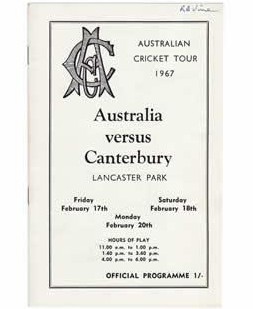 AUSTRALIAN
CRICKET TOUR
1967
Australia
versus
Canterbury
LANCASTER PARK
Friday
February 17th
Saturday
February 18th
Monday
February 20th
HOURS OF PLAY
11.00 a.m. to 1.00 p.m.
1.40 p.m. to 3.40 p.m.
4.00 p.m. to 6.00 p.m.
OFFICIAL PROGRAMME 1/-